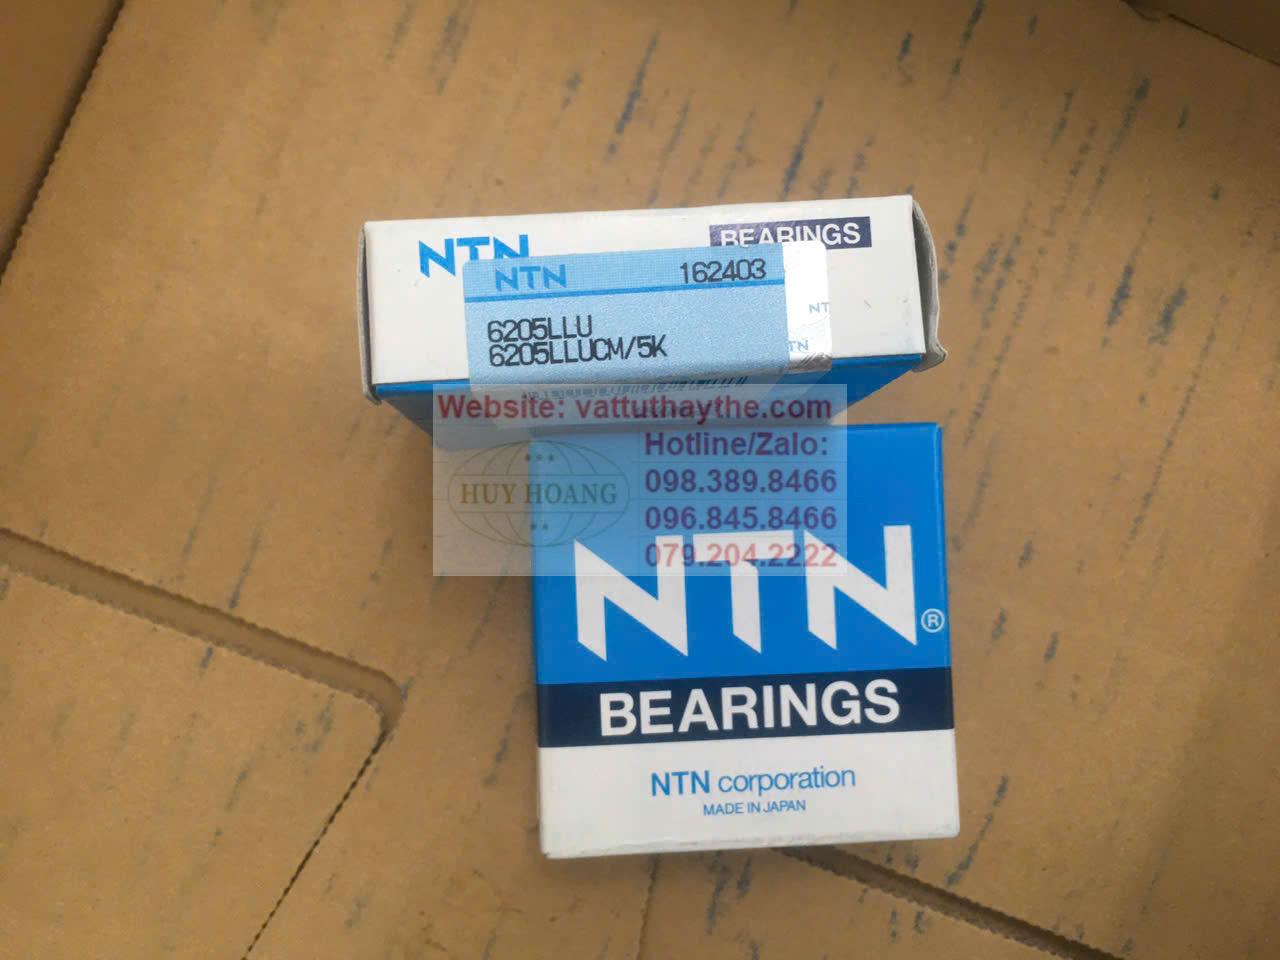 NTN
BEARINGS
NTN 162403
NT
6205LLU
6205LLUCM/5K
TN
Website: vattuthaythe.com
Hotline/Zalo:
098.389.8466
HUY HOANG
096.845.8466
079.204.2222
NTN®
BEARINGS
NTN corporation
MADE IN JAPAN